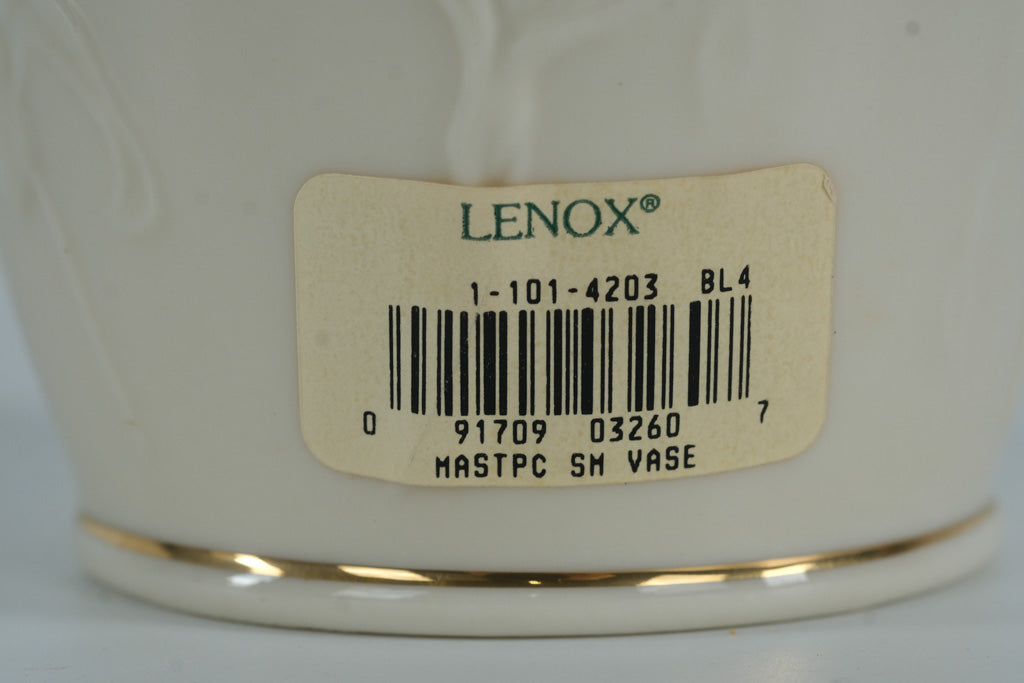 LENOX®
1-101-4203 BL4
0 91709 03260 7
MASTPC SM VASE